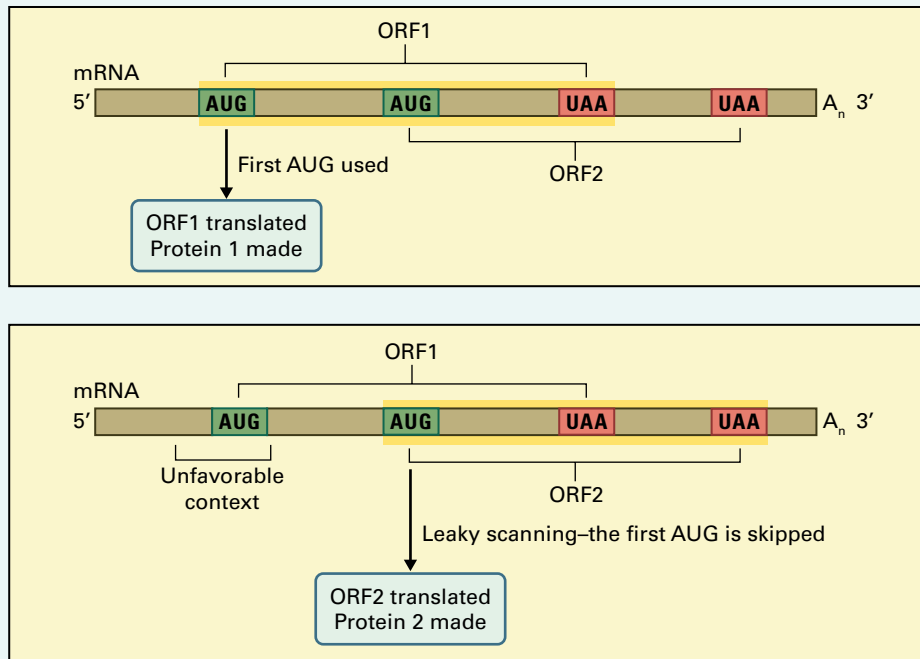 ORF1
mRNA
5′ AUG AUG UAA UAA An 3′
First AUG used
ORF2
ORF1 translated
Protein 1 made
ORF1
mRNA
5′ AUG AUG UAA UAA An 3′
Unfavorable
context
ORF2
Leaky scanning–the first AUG is skipped
ORF2 translated
Protein 2 made